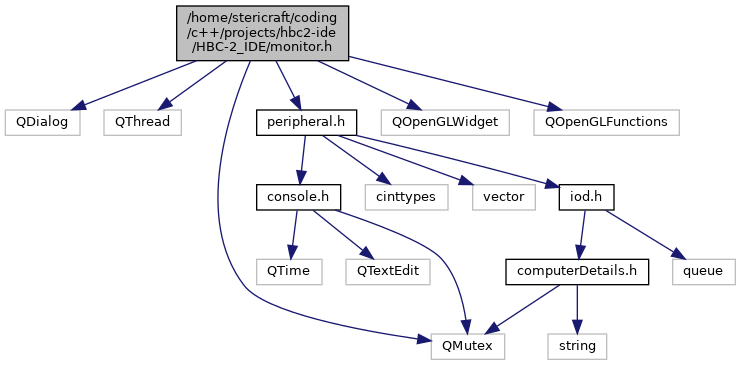 /home/stericraft/coding
/c++/projects/hbc2-ide
/HBC-2_IDE/monitor.h
QDialog
QThread
peripheral.h
QOpenGLWidget
QOpenGLFunctions
console.h
cinttypes
vector
iod.h
QTime
QTextEdit
computerDetails.h
queue
QMutex
string